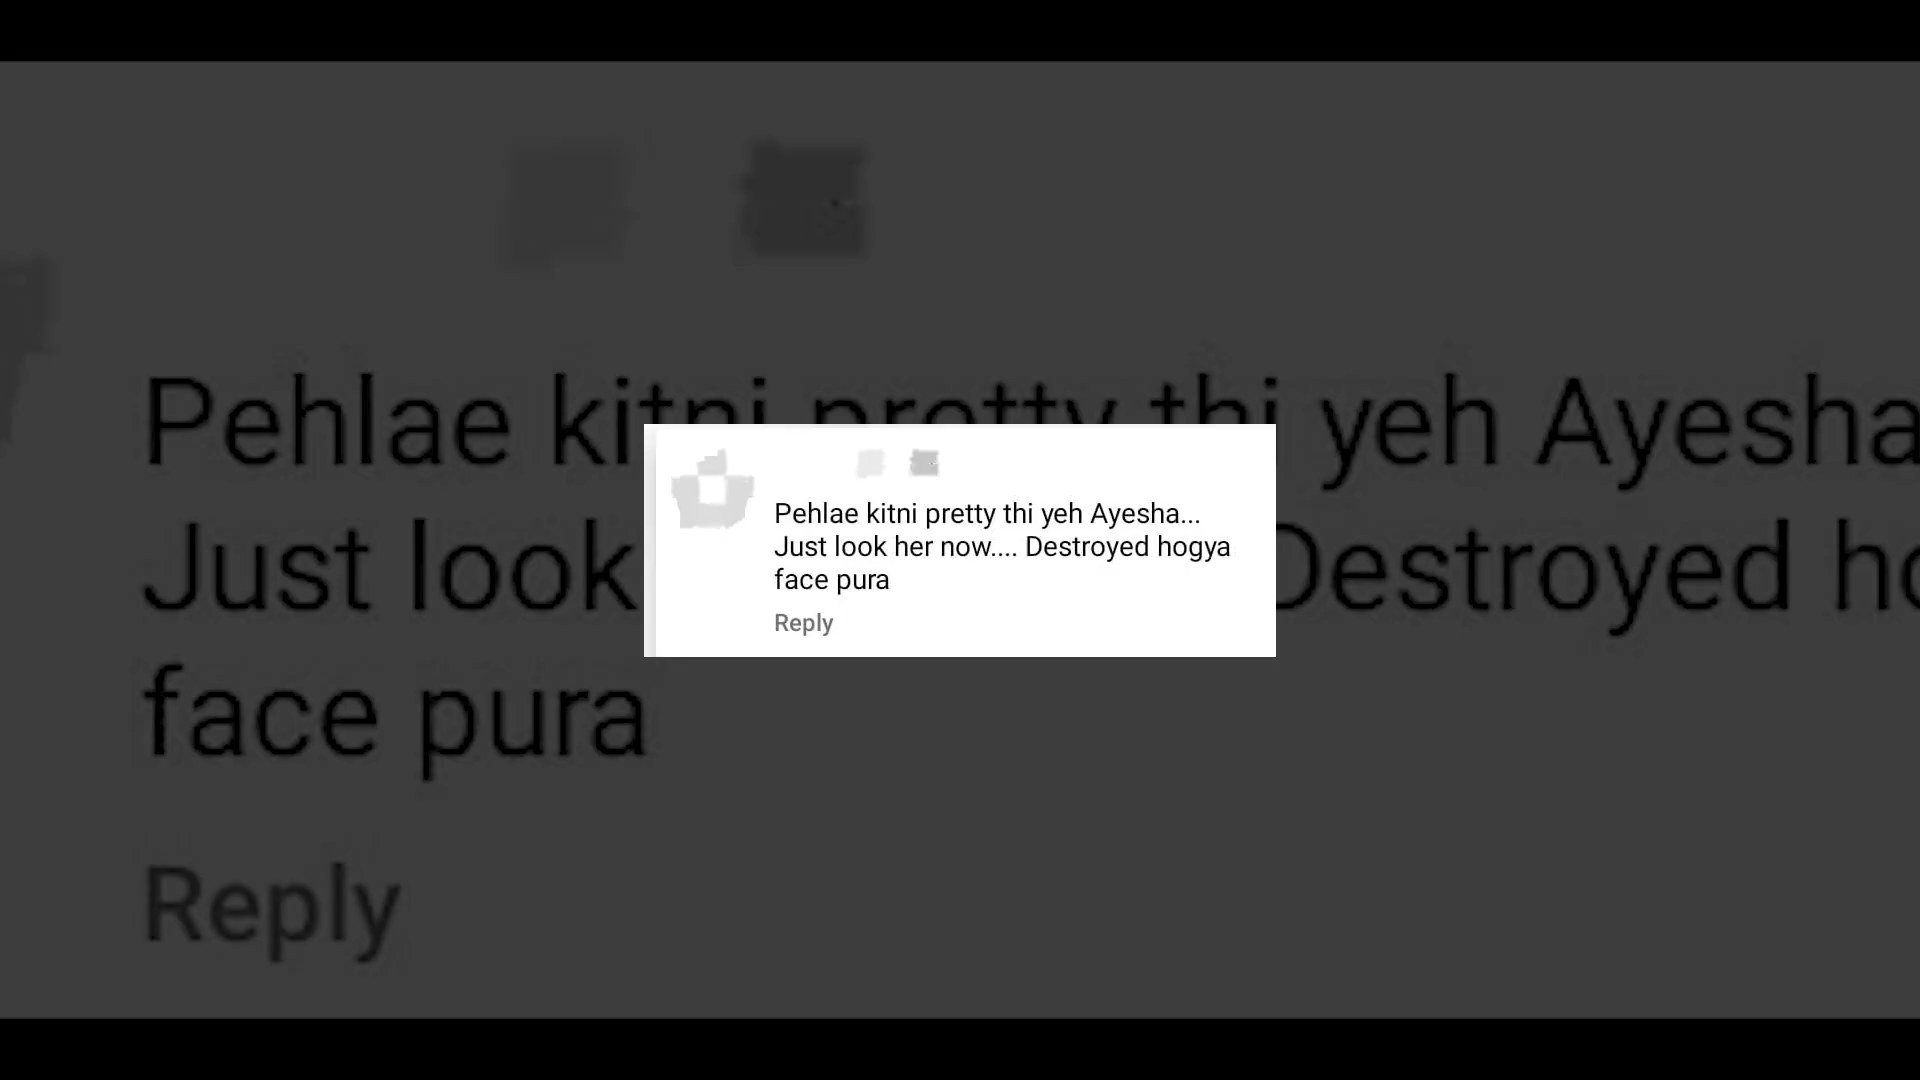 Pehlae kitni pretty thi yeh Ayesha...
Just look her now.... Destroyed hogya
face pura
Reply